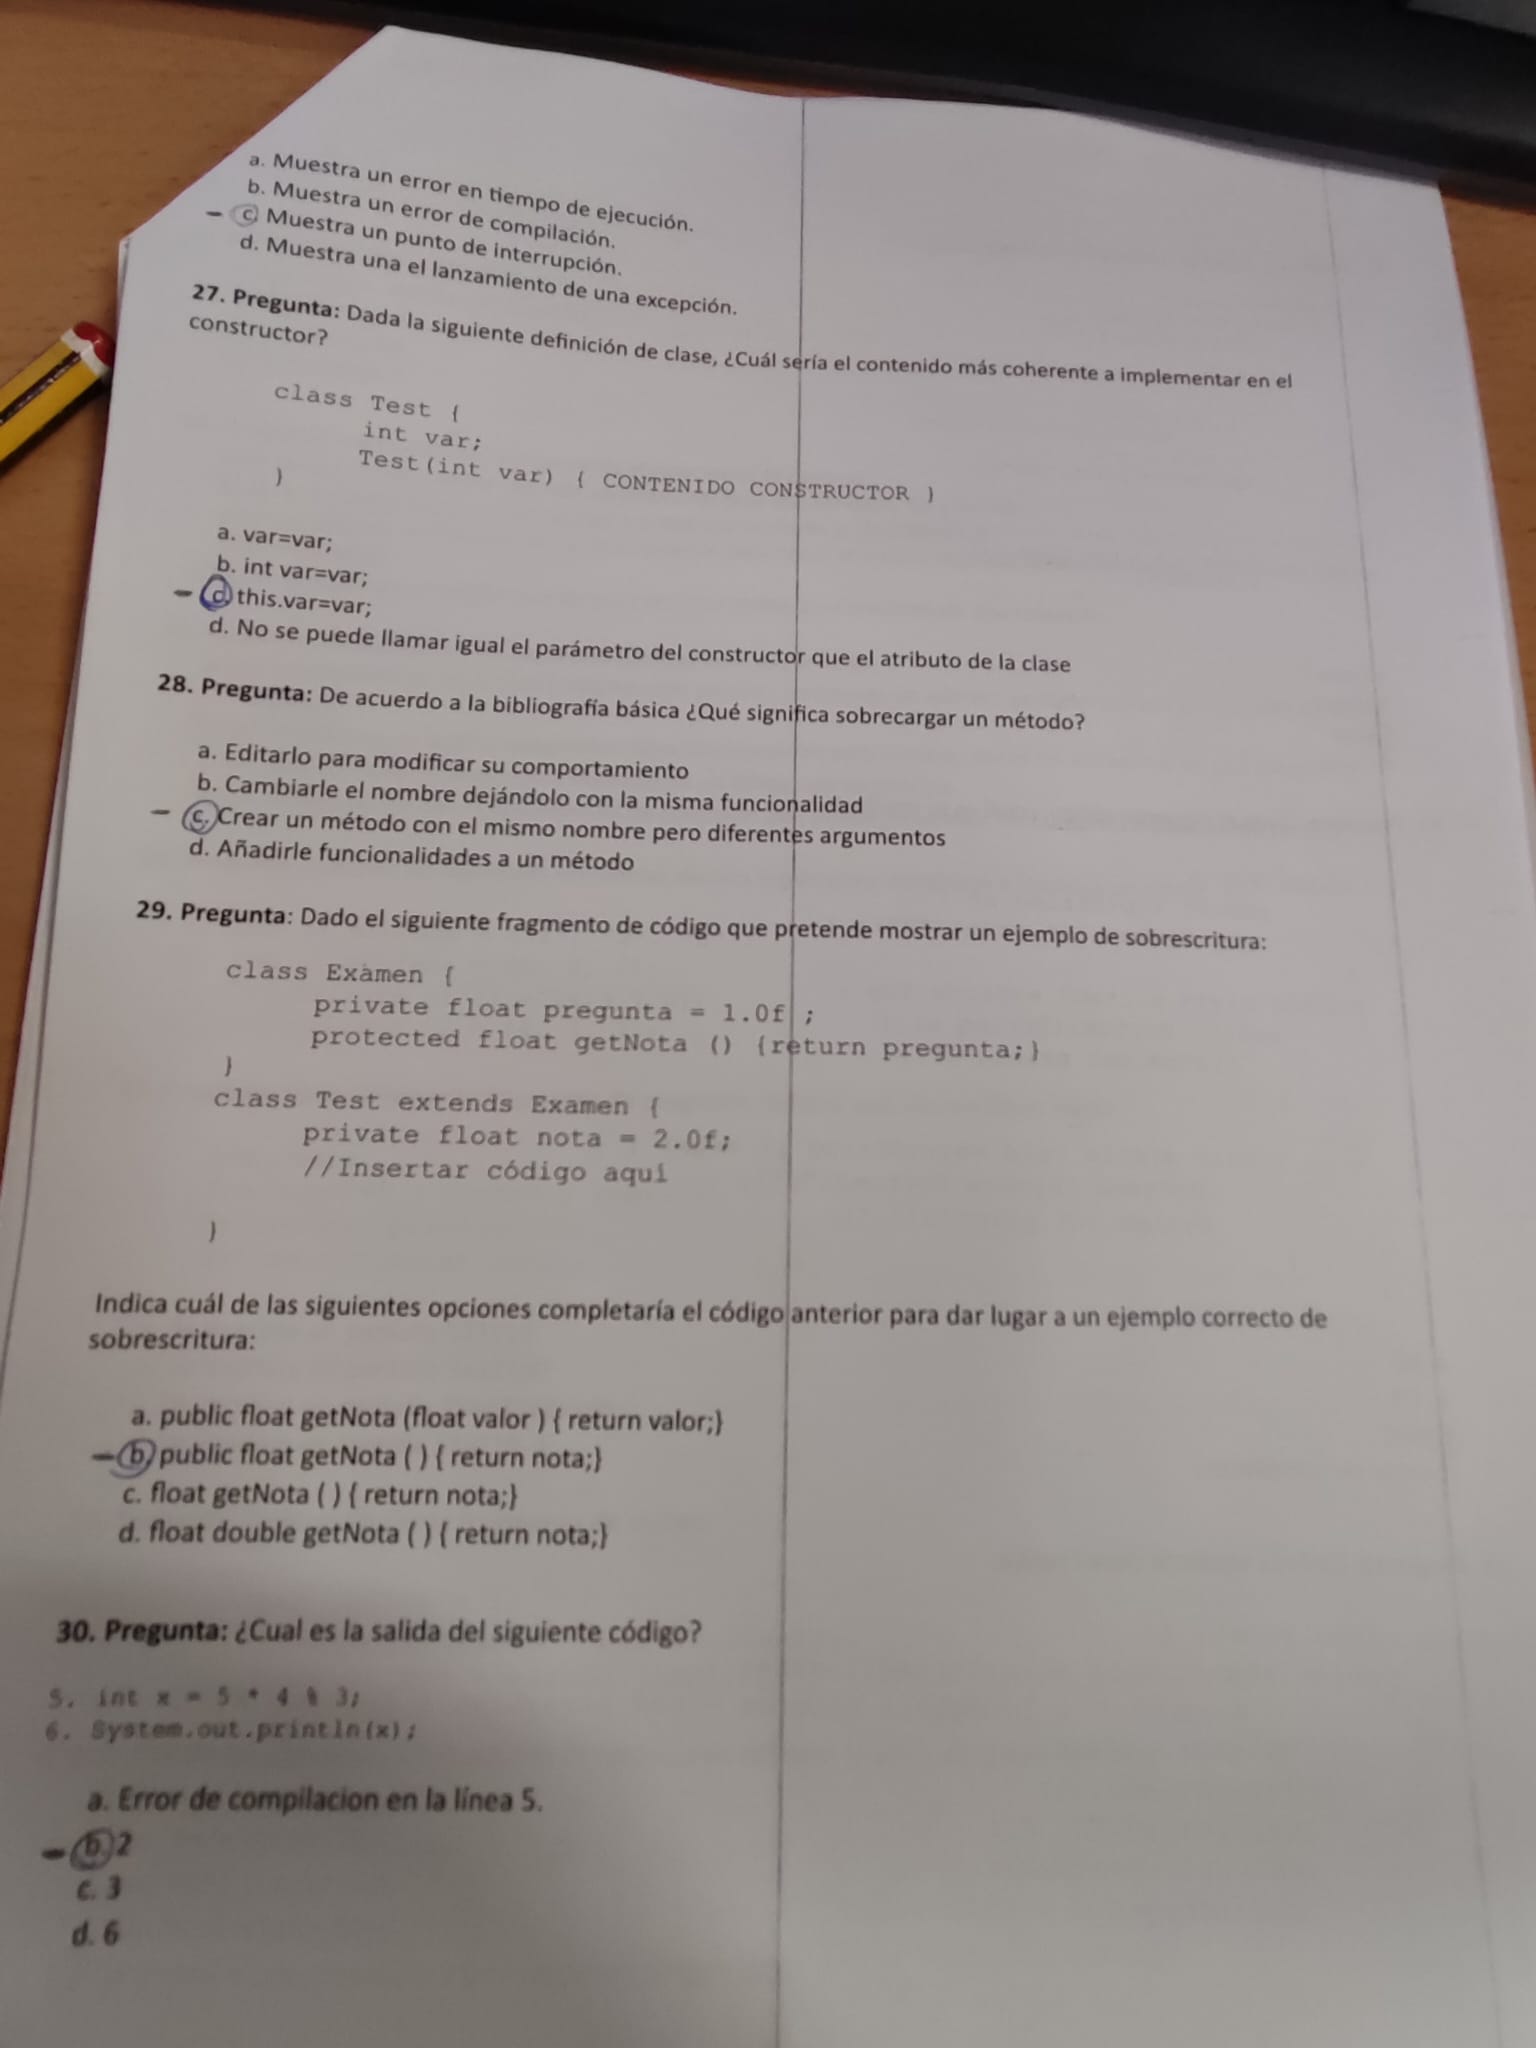 a. Muestra un error en tiempo de ejecución.
b. Muestra un error de compilación.
c. Muestra un punto de interrupción.
d. Muestra una el lanzamiento de una excepción.
27. Pregunta: Dada la siguiente definición de clase, ¿Cuál sería el contenido más coherente a implementar en el
constructor?
class Test {
int var;
Test(int var) { CONTENIDO CONSTRUCTOR }
}
a. var=var;
b. int var=var;
c. this.var=var;
d. No se puede llamar igual el parámetro del constructor que el atributo de la clase
28. Pregunta: De acuerdo a la bibliografía básica ¿Qué significa sobrecargar un método?
a. Editarlo para modificar su comportamiento
b. Cambiarle el nombre dejándolo con la misma funcionalidad
c. Crear un método con el mismo nombre pero diferentes argumentos
d. Añadirle funcionalidades a un método
29. Pregunta: Dado el siguiente fragmento de código que pretende mostrar un ejemplo de sobrescritura:
class Examen {
private float pregunta = 1.0f ;
protected float getNota () {return pregunta;}
}
class Test extends Examen {
private float nota = 2.0f;
//Insertar código aquí
}
Indica cuál de las siguientes opciones completaría el código anterior para dar lugar a un ejemplo correcto de
sobrescritura:
a. public float getNota (float valor ) { return valor;}
b. public float getNota ( ) { return nota;}
c. float getNota ( ) { return nota;}
d. float double getNota ( ) { return nota;}
30. Pregunta: ¿Cual es la salida del siguiente código?
5. int x = 5 * 4 % 3;
6. System.out.println(x);
a. Error de compilacion en la línea 5.
b. 2
c. 3
d. 6